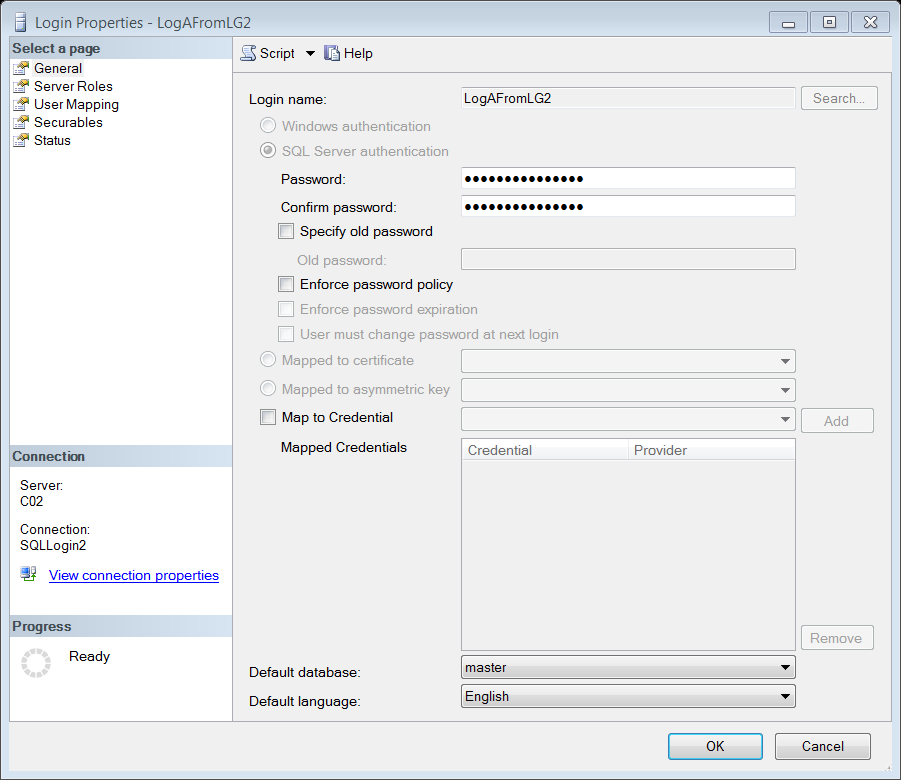 Login Properties - LogAFromLG2
Select a page
General
Server Roles
User Mapping
Securables
Status
Connection
Server:
C02
Connection:
SQLLogin2
View connection properties
Progress
Ready
Script
Help
Login name:
LogAFromLG2
Search...
Windows authentication
SQL Server authentication
Password:
●●●●●●●●●●●●●●●
Confirm password:
●●●●●●●●●●●●●●●
Specify old password
Old password:
Enforce password policy
Enforce password expiration
User must change password at next login
Mapped to certificate
Mapped to asymmetric key
Map to Credential
Add
Mapped Credentials
Credential Provider
Remove
Default database:
master
Default language:
English
OK
Cancel